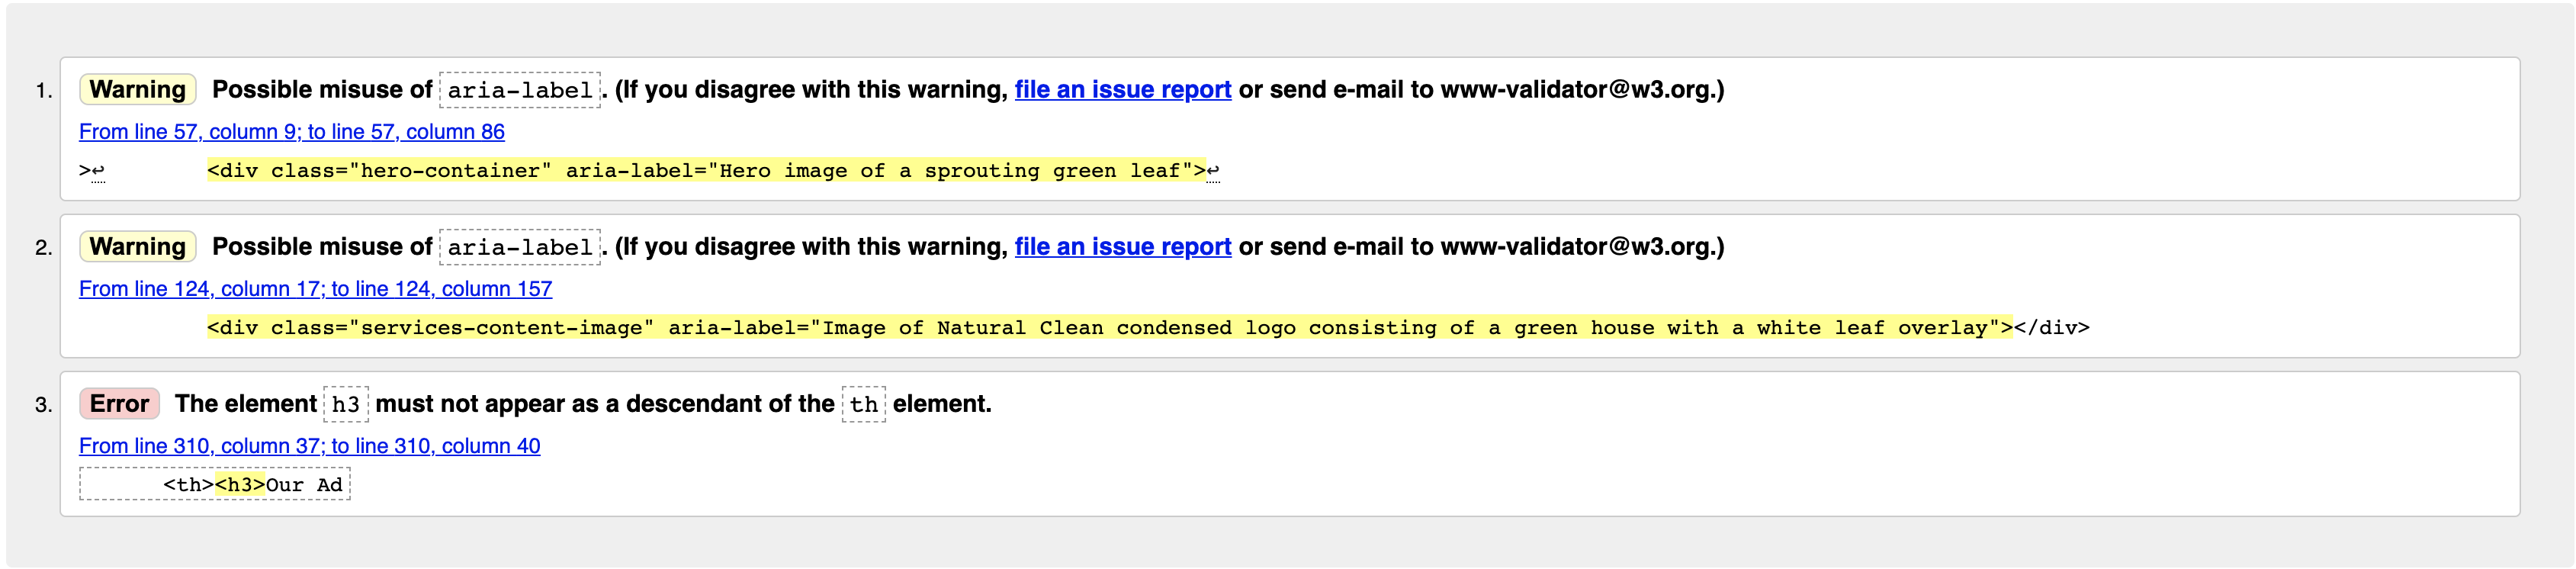 1. Warning Possible misuse of aria-label. (If you disagree with this warning, file an issue report or send e-mail to www-validator@w3.org.)
From line 57, column 9; to line 57, column 86
>↩ <div class="hero-container" aria-label="Hero image of a sprouting green leaf">↩
2. Warning Possible misuse of aria-label. (If you disagree with this warning, file an issue report or send e-mail to www-validator@w3.org.)
From line 124, column 17; to line 124, column 157
<div class="services-content-image" aria-label="Image of Natural Clean condensed logo consisting of a green house with a white leaf overlay"></div>
3. Error The element h3 must not appear as a descendant of the th element.
From line 310, column 37; to line 310, column 40
<th><h3>Our Ad